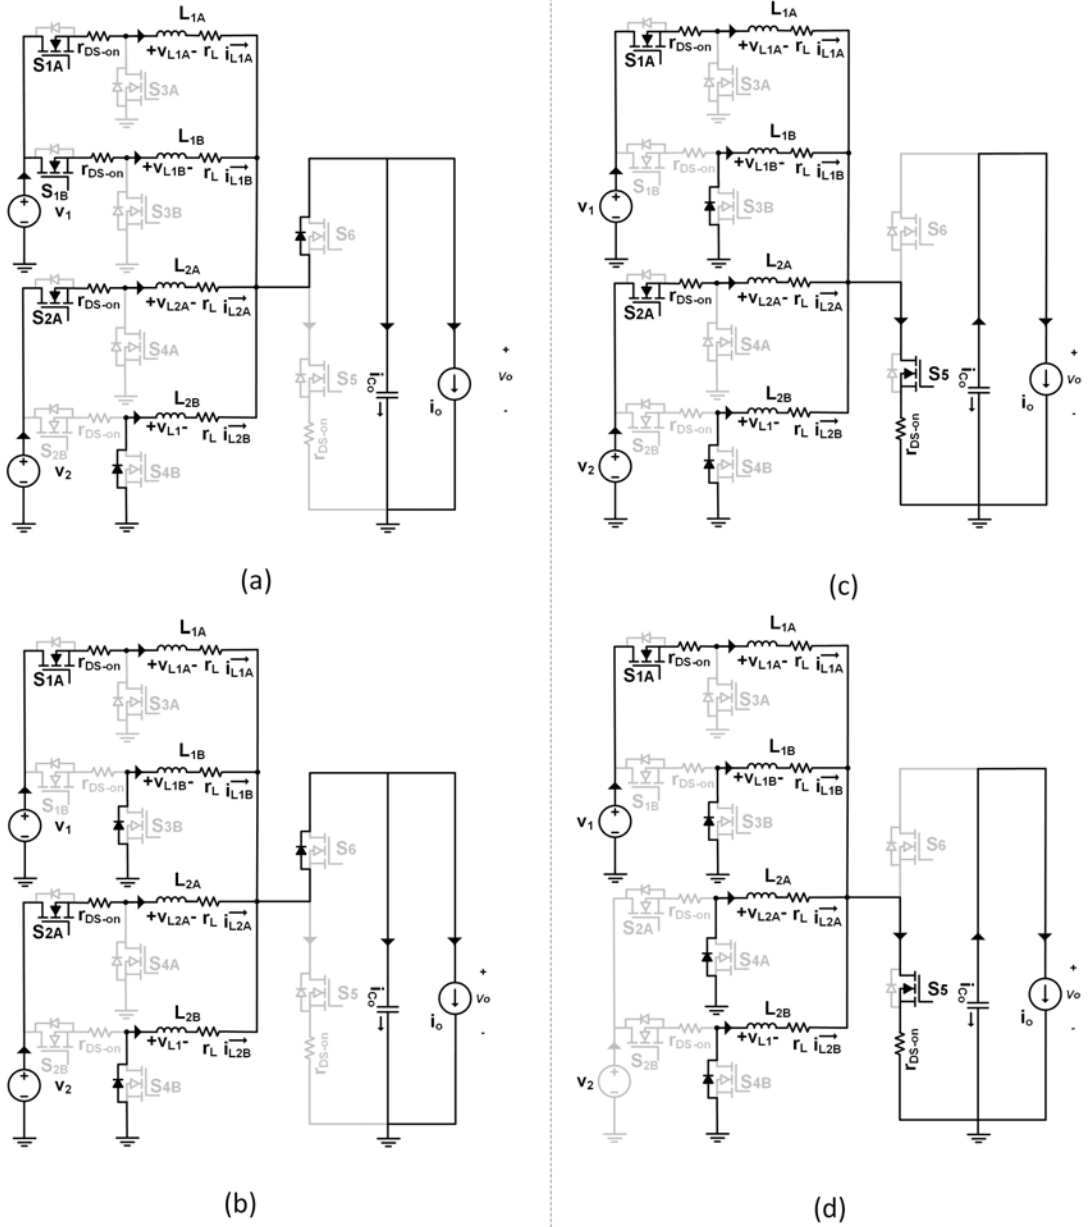 L1A
S1A rDS-on +vL1A- rL iL1A
S3A
L1B
S1B rDS-on +vL1B- rL iL1B
v1
S3B
S6
L2A
S2A rDS-on +vL2A- rL iL2A
S4A
S5
iCo
io
+
vo
-
L2B
S2B rDS-on +vL1- rL iL2B
v2
S4B
rDS-on
(a)
L1A
S1A rDS-on +vL1A- rL iL1A
S3A
L1B
S1B rDS-on +vL1B- rL iL1B
v1
S3B
S6
L2A
S2A rDS-on +vL2A- rL iL2A
S4A
S5
iCo
io
+
vo
-
L2B
S2B rDS-on +vL1- rL iL2B
v2
S4B
rDS-on
(b)
L1A
S1A rDS-on +vL1A- rL iL1A
S3A
L1B
S1B rDS-on +vL1B- rL iL1B
v1
S3B
S6
L2A
S2A rDS-on +vL2A- rL iL2A
S4A
S5
iCo
io
+
vo
-
L2B
S2B rDS-on +vL1- rL iL2B
v2
S4B
rDS-on
(c)
L1A
S1A rDS-on +vL1A- rL iL1A
S3A
L1B
S1B rDS-on +vL1B- rL iL1B
v1
S3B
S6
L2A
S2A rDS-on +vL2A- rL iL2A
S4A
S5
iCo
io
+
vo
-
L2B
S2B rDS-on +vL1- rL iL2B
v2
S4B
rDS-on
(d)